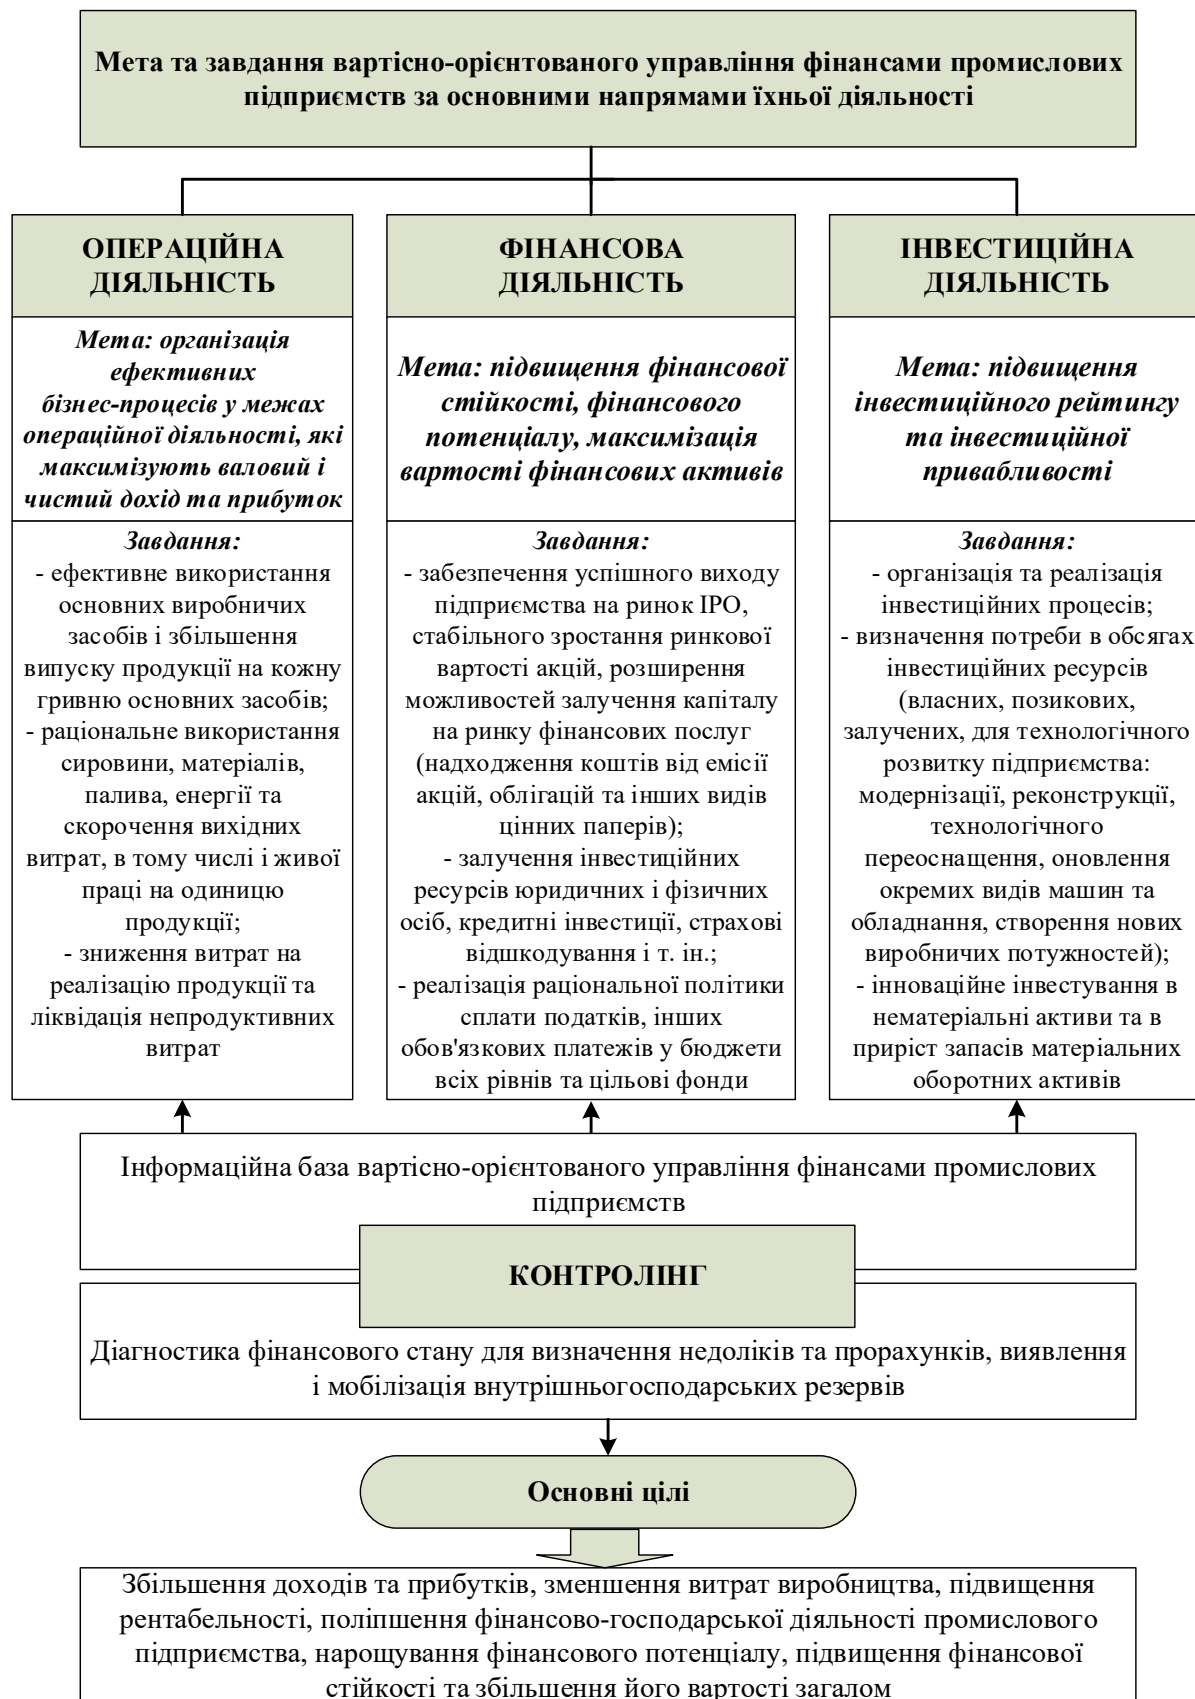 Мета та завдання вартісно-орієнтованого управління фінансами промислових
підприємств за основними напрямами їхньої діяльності
ОПЕРАЦІЙНА
ДІЯЛЬНІСТЬ
Мета: організація
ефективних
бізнес-процесів у межах
операційної діяльності, які
максимізують валовий і
чистий дохід та прибуток
Завдання:
- ефективне використання
основних виробничих
засобів і збільшення
випуску продукції на кожну
гривню основних засобів;
- раціональне використання
сировини, матеріалів,
палива, енергії та
скорочення вихідних
витрат, в тому числі і живої
праці на одиницю
продукції;
- зниження витрат на
реалізацію продукції та
ліквідація непродуктивних
витрат
ФІНАНСОВА
ДІЯЛЬНІСТЬ
Мета: підвищення фінансової
стійкості, фінансового
потенціалу, максимізація
вартості фінансових активів
Завдання:
- забезпечення успішного виходу
підприємства на ринок IPO,
стабільного зростання ринкової
вартості акцій, розширення
можливостей залучення капіталу
на ринку фінансових послуг
(надходження коштів від емісії
акцій, облігацій та інших видів
цінних паперів);
- залучення інвестиційних
ресурсів юридичних і фізичних
осіб, кредитні інвестиції, страхові
відшкодування і т. ін.;
- реалізація раціональної політики
сплати податків, інших
обов'язкових платежів у бюджети
всіх рівнів та цільові фонди
ІНВЕСТИЦІЙНА
ДІЯЛЬНІСТЬ
Мета: підвищення
інвестиційного рейтингу
та інвестиційної
привабливості
Завдання:
- організація та реалізація
інвестиційних процесів;
- визначення потреби в обсягах
інвестиційних ресурсів
(власних, позикових,
залучених, для технологічного
розвитку підприємства:
модернізації, реконструкції,
технологічного
переоснащення, оновлення
окремих видів машин та
обладнання, створення нових
виробничих потужностей);
- інноваційне інвестування в
нематеріальні активи та в
приріст запасів матеріальних
оборотних активів
Інформаційна база вартісно-орієнтованого управління фінансами промислових
підприємств
КОНТРОЛІНГ
Діагностика фінансового стану для визначення недоліків та прорахунків, виявлення
і мобілізація внутрішньогосподарських резервів
Основні цілі
Збільшення доходів та прибутків, зменшення витрат виробництва, підвищення
рентабельності, поліпшення фінансово-господарської діяльності промислового
підприємства, нарощування фінансового потенціалу, підвищення фінансової
стійкості та збільшення його вартості загалом